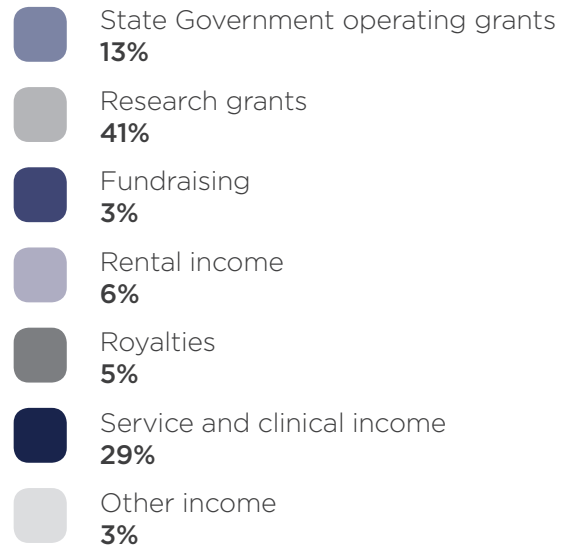 State Government operating grants
13%
Research grants
41%
Fundraising
3%
Rental income
6%
Royalties
5%
Service and clinical income
29%
Other income
3%